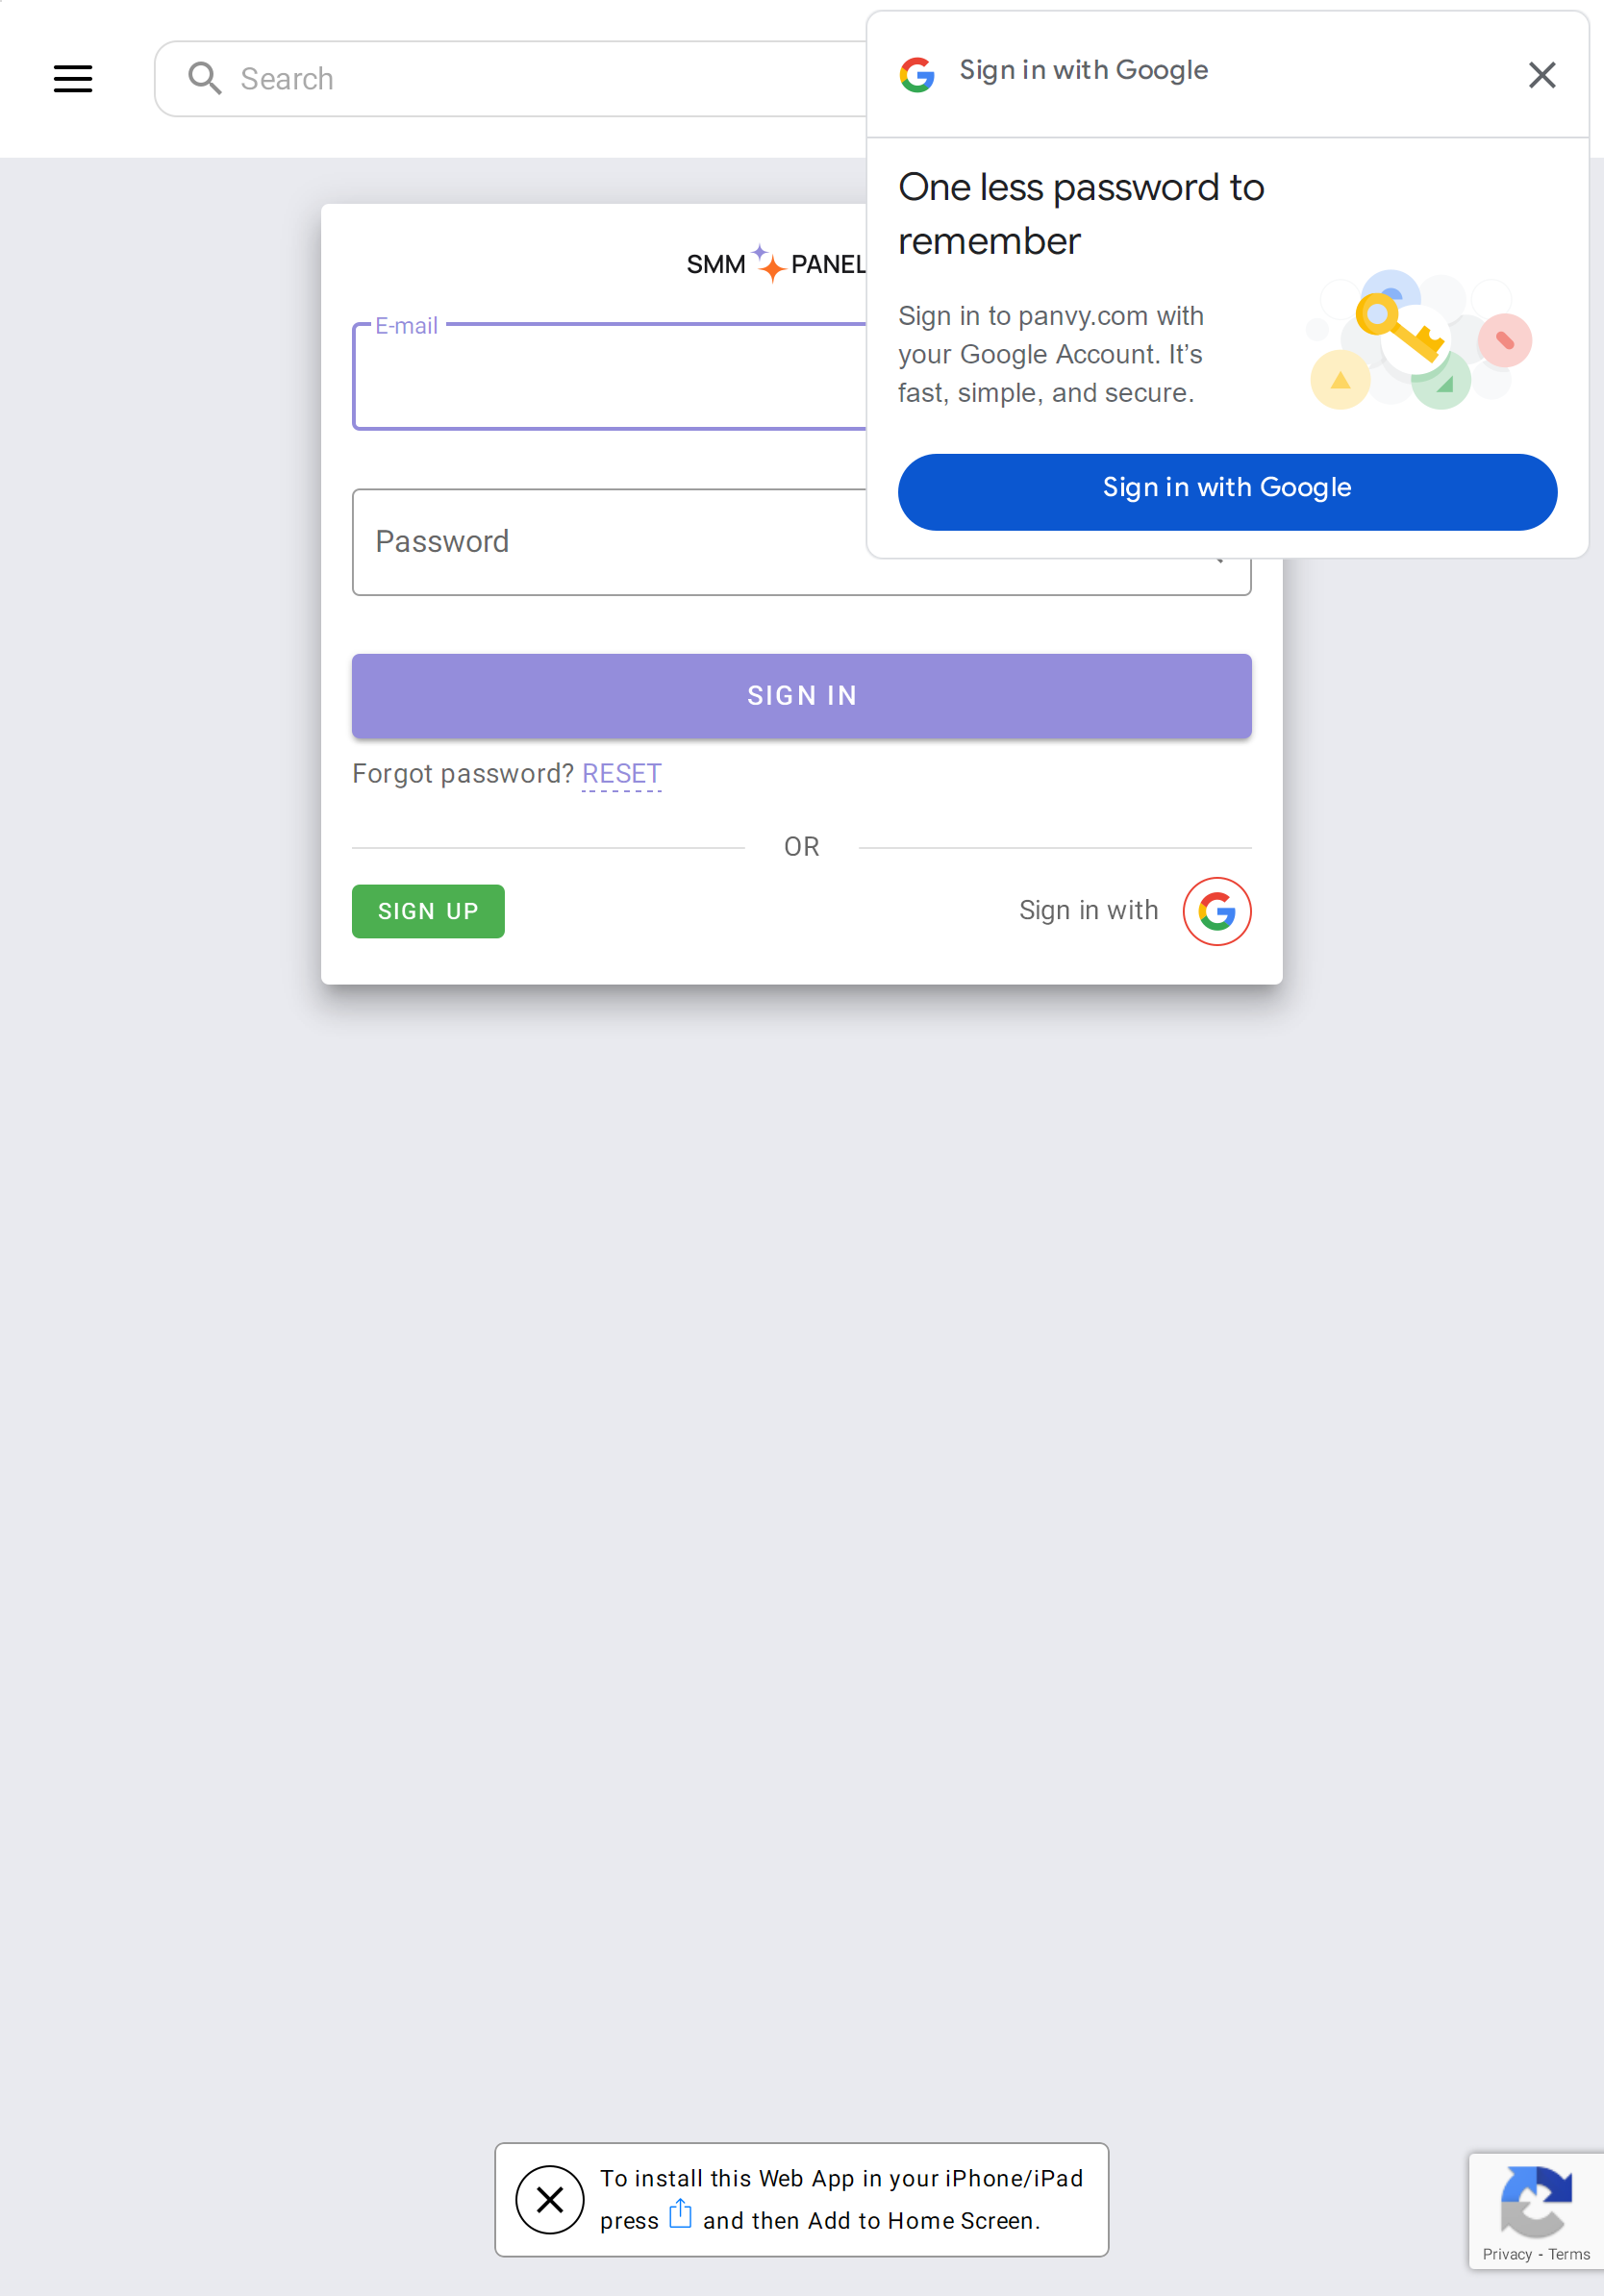 Search
Sign in with Google
One less password to
remember
Sign in to panvy.com with
your Google Account. It’s
fast, simple, and secure.
Sign in with Google
SMM PANEL
E-mail
Password
SIGN IN
Forgot password? RESET
OR
SIGN UP
Sign in with
To install this Web App in your iPhone/iPad
press and then Add to Home Screen.
Privacy - Terms